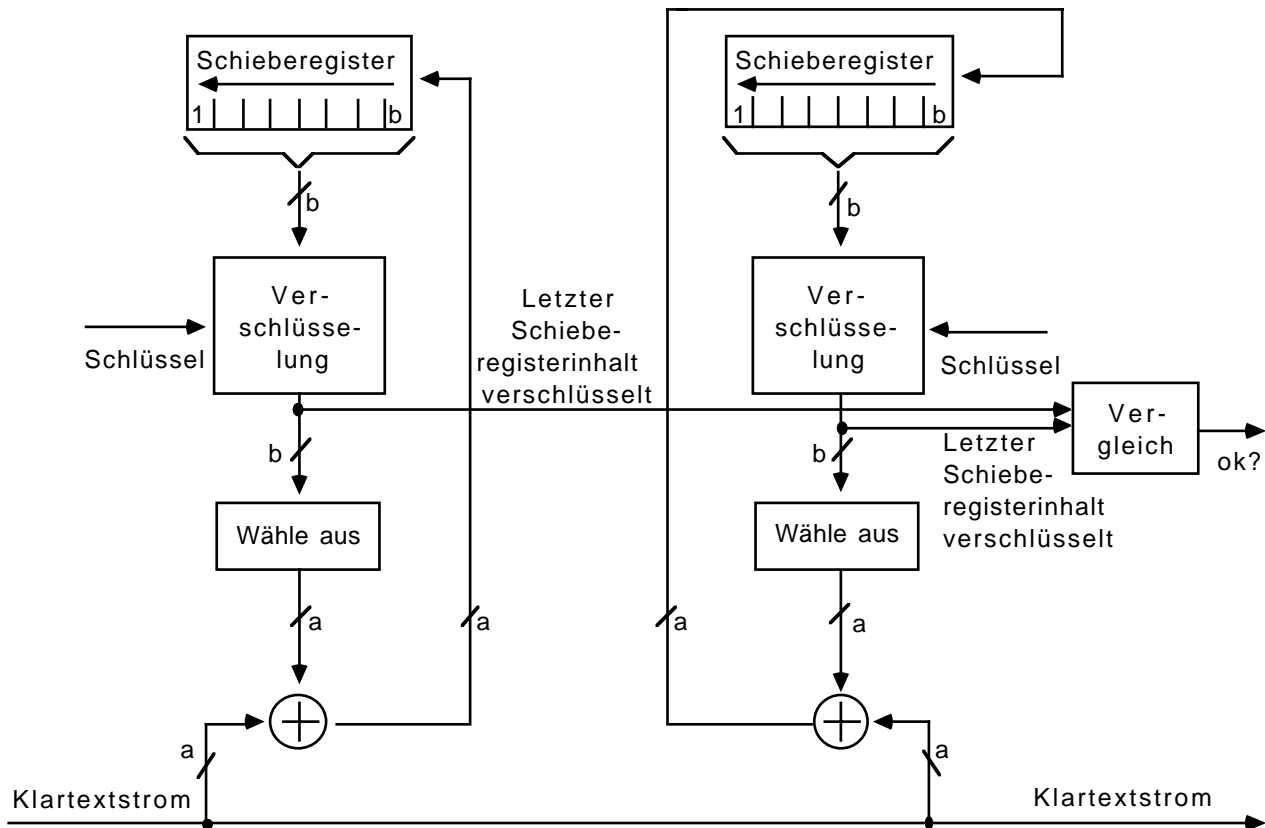 Schieberegister
1
b
b
Ver-
schlüsse-
lung
Schlüssel
b
Wähle aus
a
a
a
Klartextstrom
Letzter
Schiebe-
registerinhalt
verschlüsselt
Schieberegister
1
b
b
Ver-
schlüsse-
lung
Schlüssel
b
Letzter
Schiebe-
registerinhalt
verschlüsselt
Ver-
gleich
ok?
Wähle aus
a
a
a
Klartextstrom